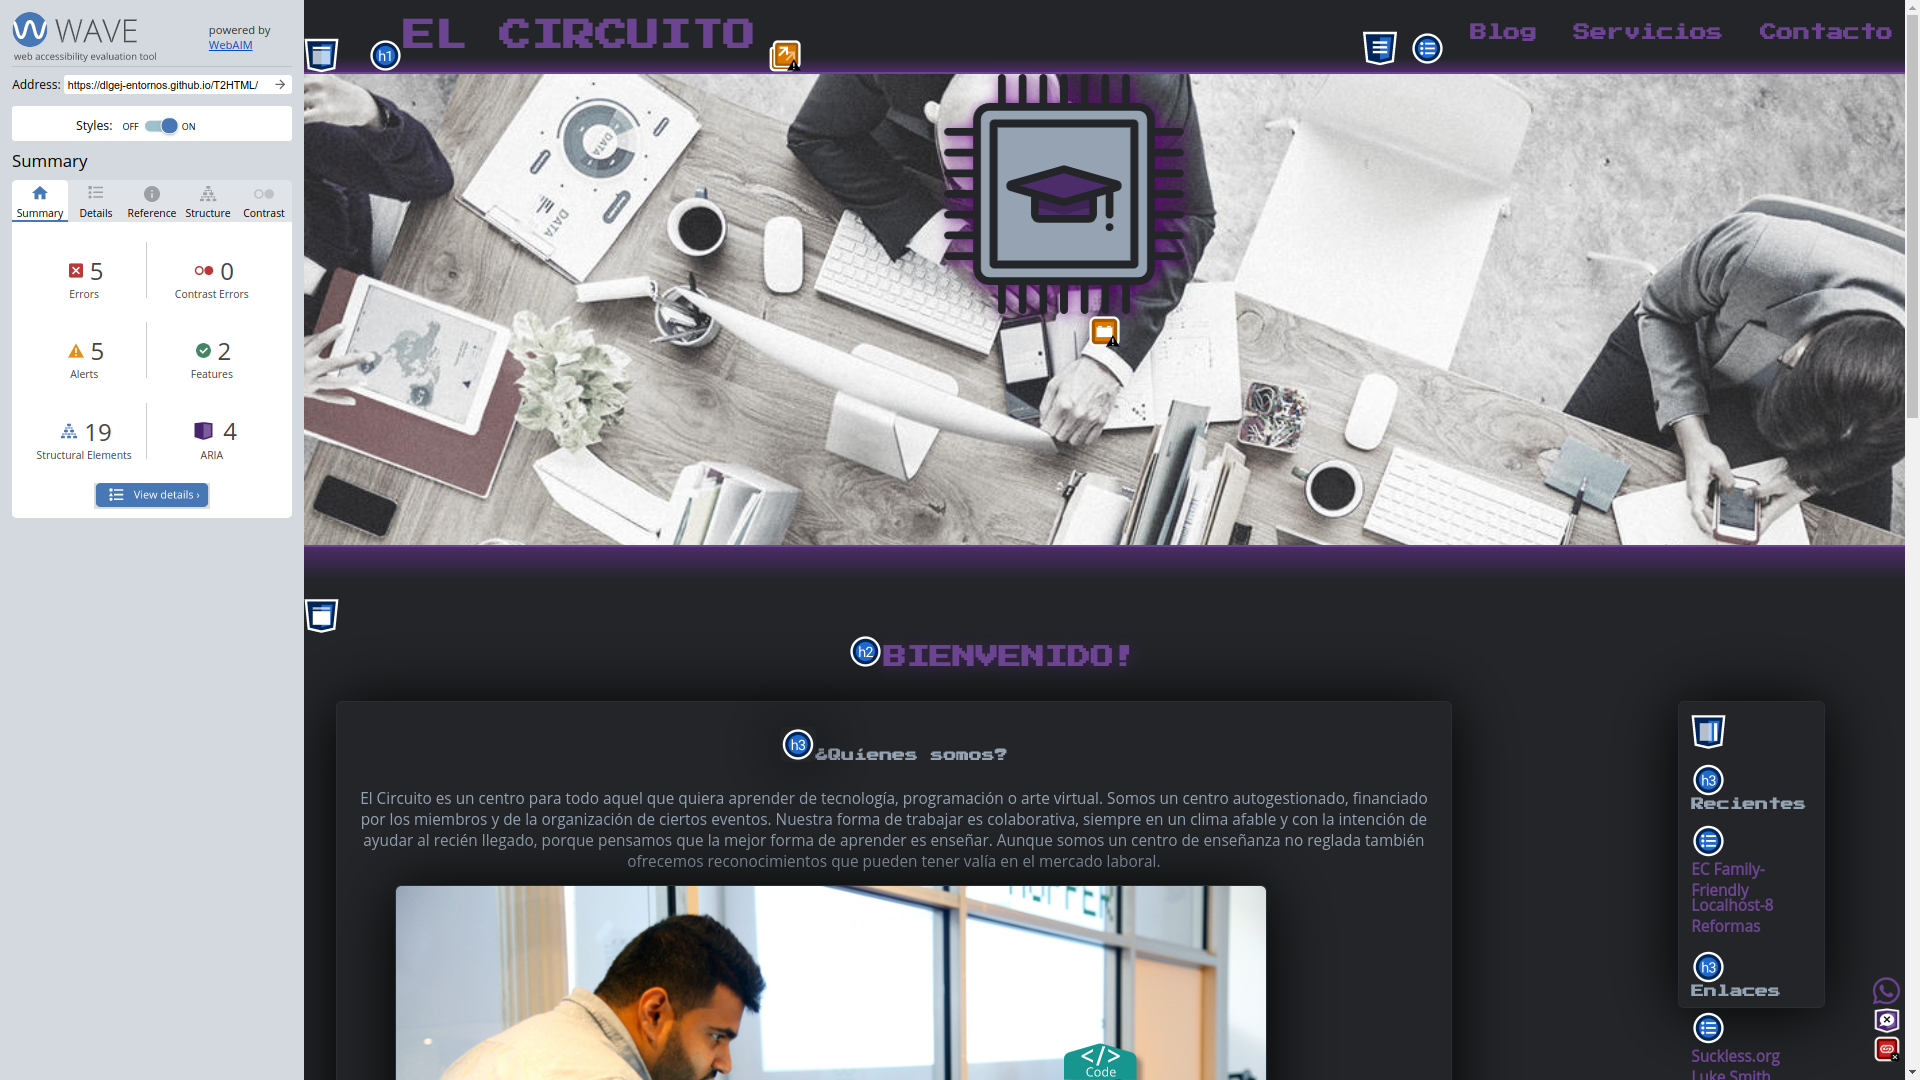 WAVE
web accessibility evaluation tool
powered by
WebAIM
Address: https://dlgej-entornos.github.io/T2HTML/
Styles: OFF ON
Summary
Summary Details Reference Structure Contrast
5 0
Errors Contrast Errors
5 2
Alerts Features
19 4
Structural Elements ARIA
View details ›
h1 EL CIRCUITO
Blog Servicios Contacto
DATA
DATA
h2 BIENVENIDO!
h3 ¿Quienes somos?
El Circuito es un centro para todo aquel que quiera aprender de tecnología, programación o arte virtual. Somos un centro autogestionado, financiado
por los miembros y de la organización de ciertos eventos. Nuestra forma de trabajar es colaborativa, siempre en un clima afable y con la intención de
ayudar al recién llegado, porque pensamos que la mejor forma de aprender es enseñar. Aunque somos un centro de enseñanza no reglada también
ofrecemos reconocimientos que pueden tener valía en el mercado laboral.
</> 
Code
h3
Recientes
EC Family-
Friendly
Localhost-8
Reformas
h3
Enlaces
Suckless.org
Luke Smith